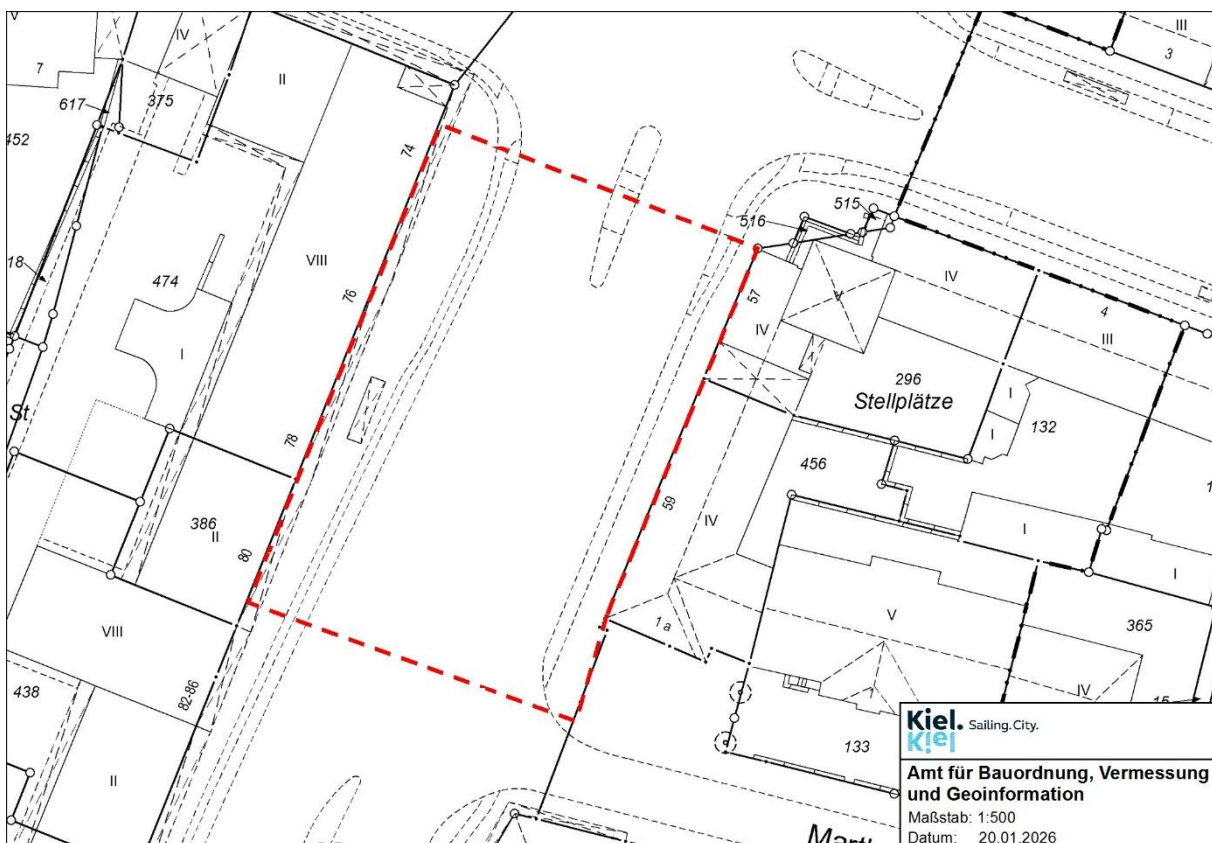 V
IV
III
3
7
II
617
375
452
74
516
515
57
IV
4
18
474
VIII
76
IV
III
I
296
Stellplätze
I
132
St
78
I
456
59
386
II
IV
I
80
I
1 a
V
365
VIII
438
82-86
IV
15
II
133
Kiel. Sailing.City.
Kiel
Amt für Bauordnung, Vermessung
und Geoinformation
Maßstab: 1:500
Datum: 20.01.2026